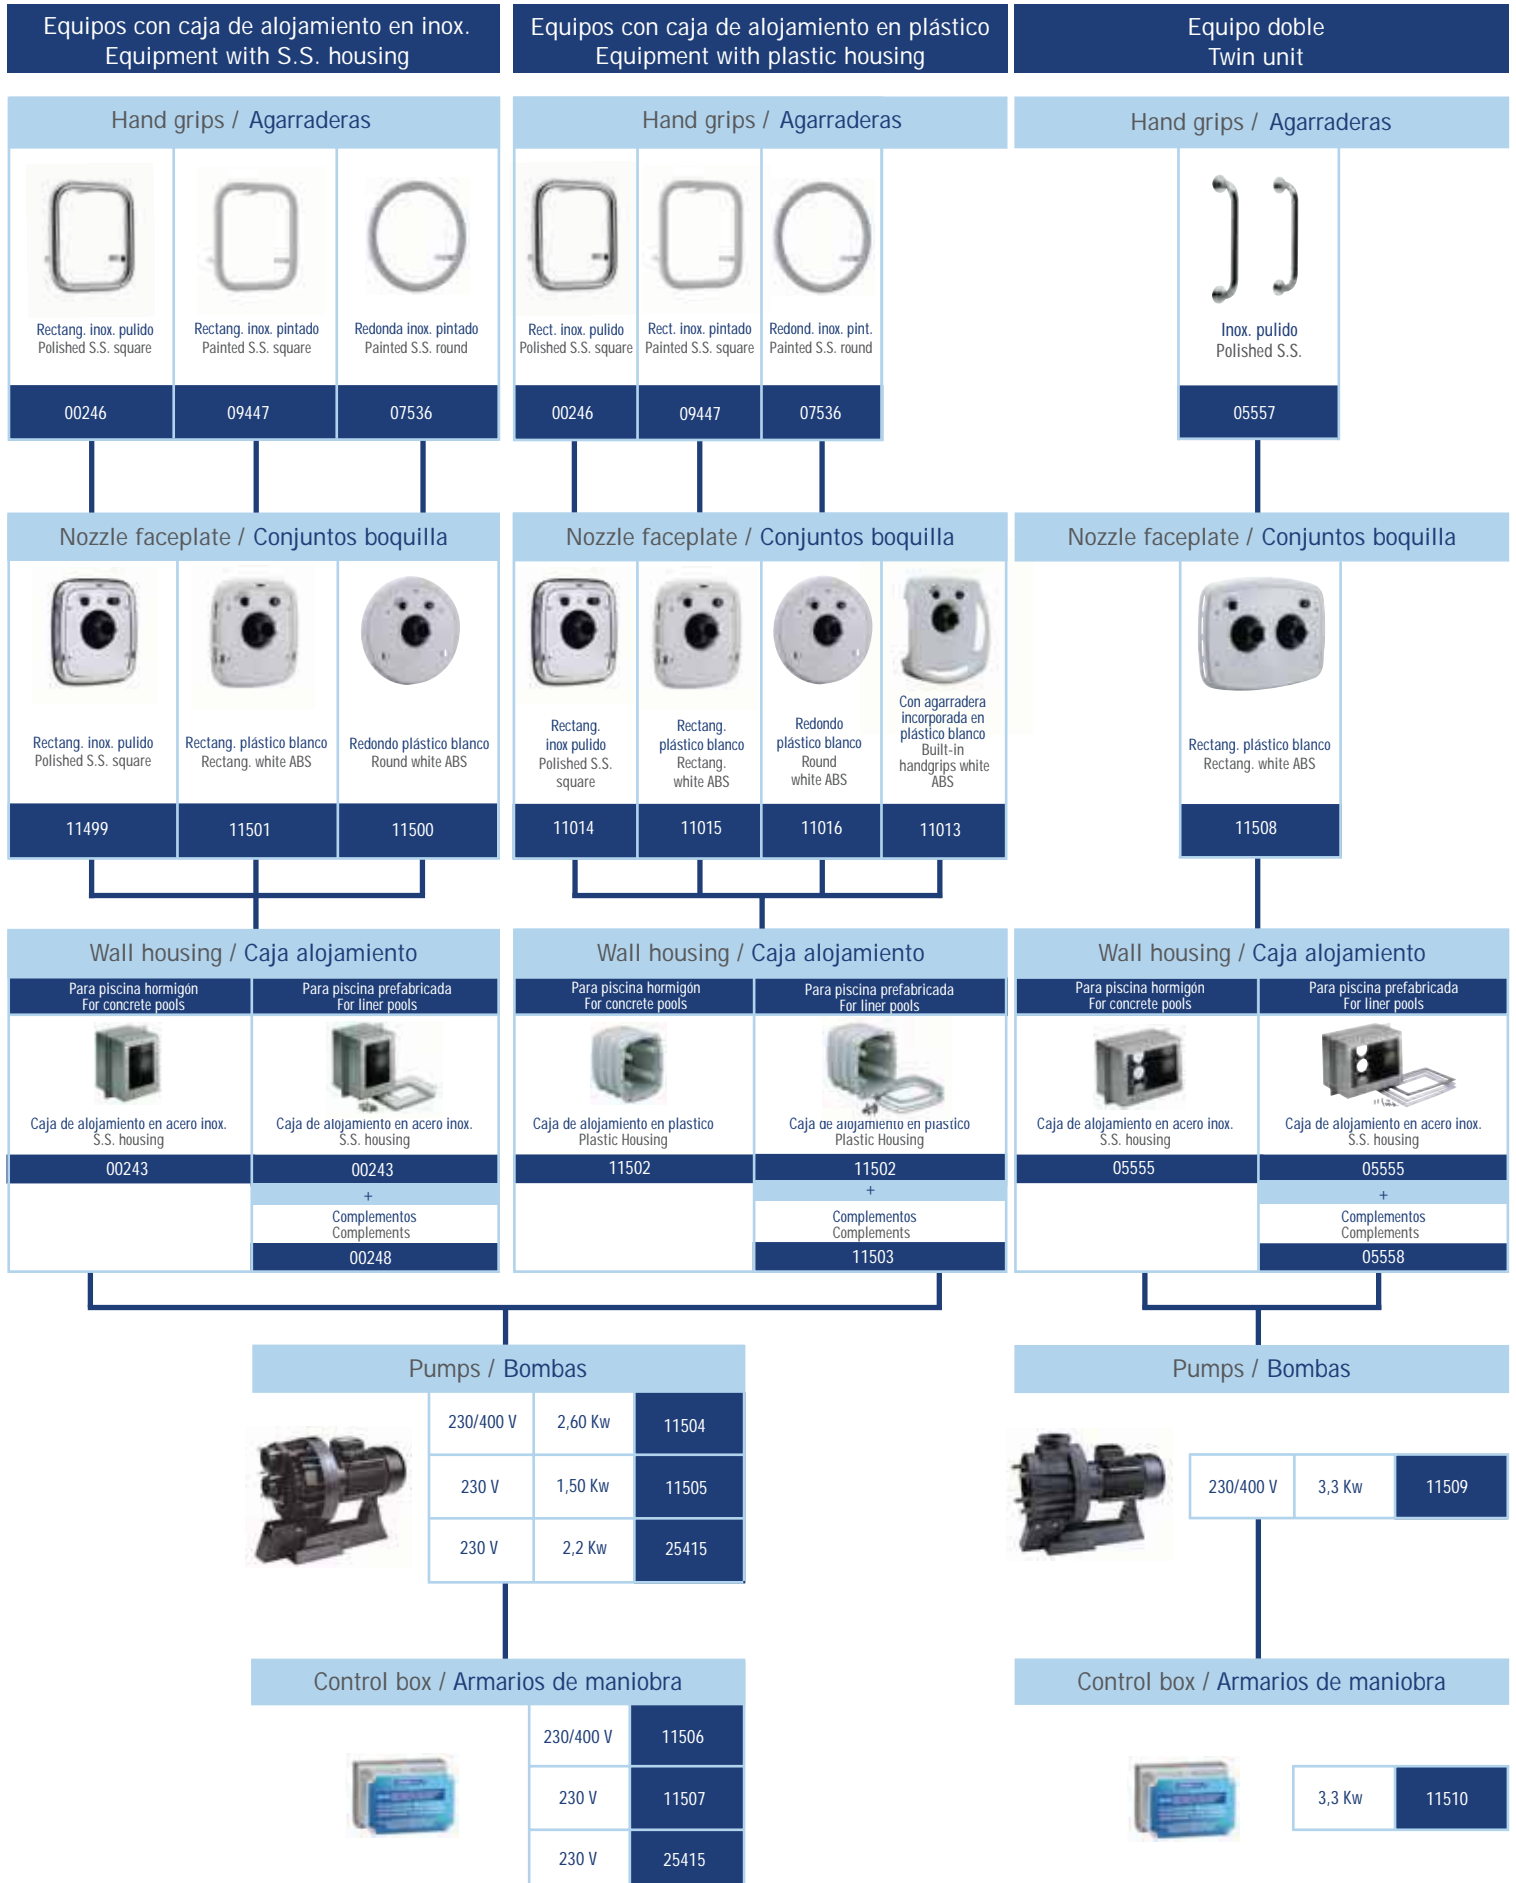 Equipos con caja de alojamiento en inox.
Equipment with S.S. housing
Equipos con caja de alojamiento en plástico
Equipment with plastic housing
Equipo doble
Twin unit
Hand grips / Agarraderas
Hand grips / Agarraderas
Hand grips / Agarraderas
Rectang. inox. pulido
Polished S.S. square
Rectang. inox. pintado
Painted S.S. square
Redonda inox. pintado
Painted S.S. round
Rect. inox. pulido
Polished S.S. square
Rect. inox. pintado
Painted S.S. square
Redond. inox. pint.
Painted S.S. round
Inox. pulido
Polished S.S.
00246
09447
07536
00246
09447
07536
05557
Nozzle faceplate / Conjuntos boquilla
Nozzle faceplate / Conjuntos boquilla
Nozzle faceplate / Conjuntos boquilla
Rectang. inox. pulido
Polished S.S. square
Rectang. plástico blanco
Rectang. white ABS
Redondo plástico blanco
Round white ABS
Rectang.
inox pulido
Polished S.S.
square
Rectang.
plástico blanco
Rectang.
white ABS
Redondo
plástico blanco
Round
white ABS
Con agarradera
incorporada en
plástico blanco
Built-in
handgrips white
ABS
Rectang. plástico blanco
Rectang. white ABS
11499
11501
11500
11014
11015
11016
11013
11508
Wall housing / Caja alojamiento
Wall housing / Caja alojamiento
Wall housing / Caja alojamiento
Para piscina hormigón
For concrete pools
Para piscina prefabricada
For liner pools
Para piscina hormigón
For concrete pools
Para piscina prefabricada
For liner pools
Para piscina hormigón
For concrete pools
Para piscina prefabricada
For liner pools
Caja de alojamiento en acero inox.
S.S. housing
Caja de alojamiento en acero inox.
S.S. housing
Caja de alojamiento en plastico
Plastic Housing
Caja de alojamiento en plastico
Plastic Housing
Caja de alojamiento en acero inox.
S.S. housing
Caja de alojamiento en acero inox.
S.S. housing
00243
00243
11502
11502
05555
05555
+
+
+
Complementos
Complements
Complementos
Complements
Complementos
Complements
00248
11503
05558
Pumps / Bombas
Pumps / Bombas
230/400 V 2,60 Kw 11504
230 V 1,50 Kw 11505
230 V 2,2 Kw 25415
230/400 V 3,3 Kw 11509
Control box / Armarios de maniobra
Control box / Armarios de maniobra
230/400 V 11506
230 V 11507
230 V 25415
3,3 Kw 11510